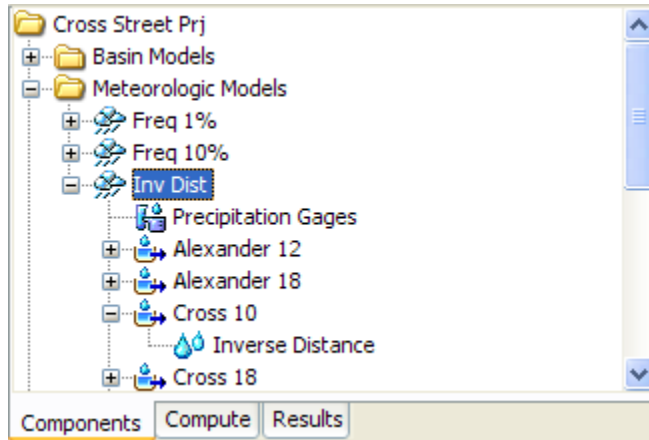 Cross Street Prj
Basin Models
Meteorologic Models
Freq 1%
Freq 10%
Inv Dist
Precipitation Gages
Alexander 12
Alexander 18
Cross 10
Inverse Distance
Cross 18
Components Compute Results